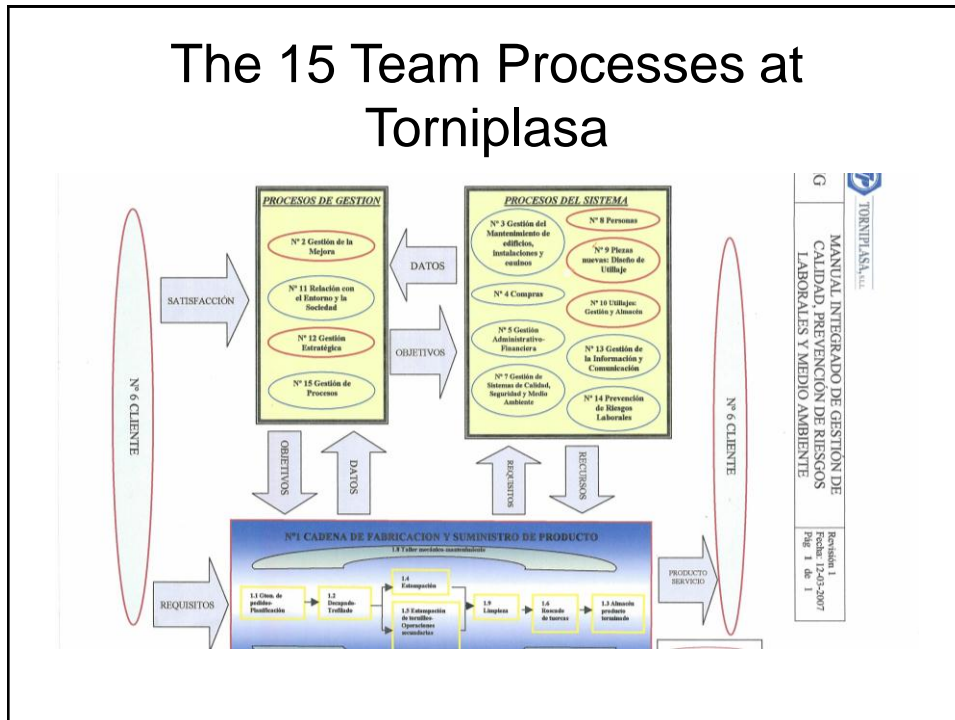 The 15 Team Processes at
Torniplasa
PROCESOS DE GESTION
Nº 2 Gestión de la
Mejora
Nº 11 Relación con
el Entorno y la
Sociedad
Nº 12 Gestión
Estratégica
Nº 15 Gestión de
Procesos
PROCESOS DEL SISTEMA
Nº 3 Gestión del
Mantenimiento de
edificios,
instalaciones y
equipos
Nº 4 Compras
Nº 5 Gestión
Administrativo-
Financiera
Nº 7 Gestión de
Sistemas de Calidad,
Seguridad y Medio
Ambiente
Nº 8 Personas
Nº 9 Piezas
nuevas: Diseño de
Utillaje
Nº 10 Utillajes:
Gestión y Almacén
Nº 13 Gestión de
la Información y
Comunicación
Nº 14 Prevención
de Riesgos
Laborales
SATISFACCIÓN
DATOS
OBJETIVOS
Nº 6 CLIENTE
OBJETIVOS
DATOS
REQUISITOS
RECURSOS
Nº 6 CLIENTE
REQUISITOS
PRODUCTO
SERVICIO
Nº1 CADENA DE FABRICACION Y SUMINISTRO DE PRODUCTO
1.8 Taller mecánico mantenimiento
1.1 Gtón. de
pedidos-
Planificación
1.2
Decapado-
Trefilado
1.4
Estampación
1.5 Estampación
de tornillos-
Operaciones
secundarias
1.9
Limpieza
1.6
Roscado
de tuercas
1.3 Almacén
producto
terminado
TORNIPLASA, S.L.L.
MANUAL INTEGRADO DE GESTIÓN DE
CALIDAD, PREVENCIÓN DE RIESGOS
LABORALES Y MEDIO AMBIENTE
Revisión 1
Fecha: 12-03-2007
Pág 1 de 1